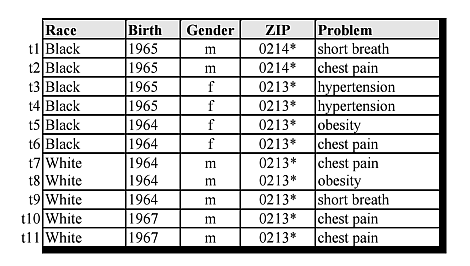 Race Birth Gender ZIP Problem
t1 Black 1965 m 0214* short breath
t2 Black 1965 m 0214* chest pain
t3 Black 1965 f 0213* hypertension
t4 Black 1965 f 0213* hypertension
t5 Black 1964 f 0213* obesity
t6 Black 1964 f 0213* chest pain
t7 White 1964 m 0213* chest pain
t8 White 1964 m 0213* obesity
t9 White 1964 m 0213* short breath
t10 White 1967 m 0213* chest pain
t11 White 1967 m 0213* chest pain